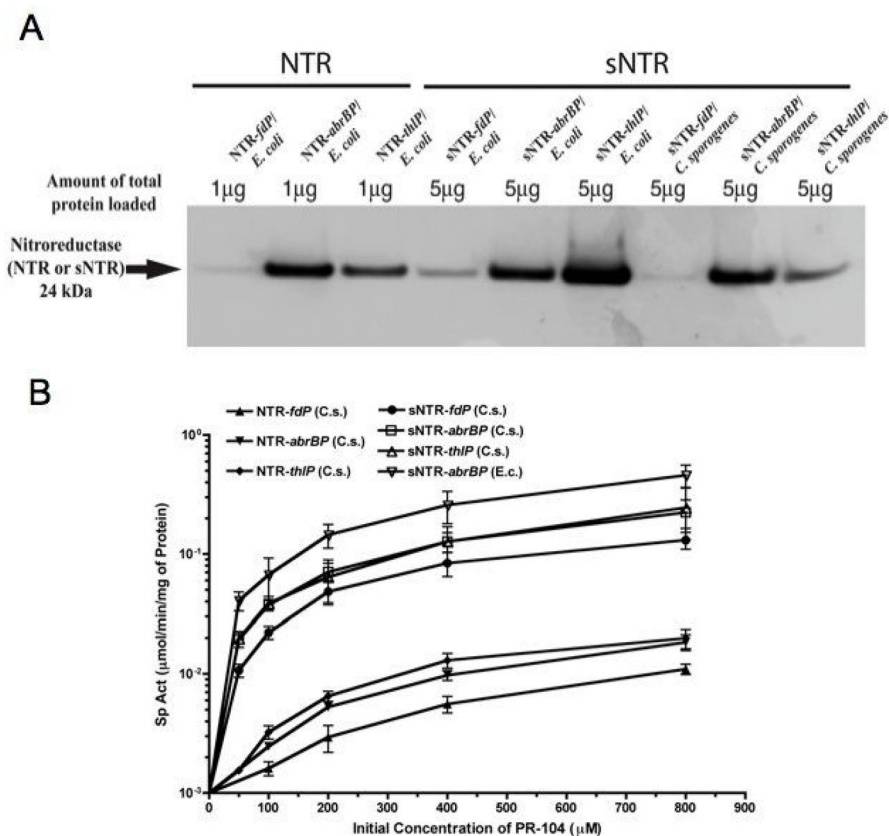 A
NTR
sNTR
NTR-fdP/
E. coli
NTR-abrBP/
E. coli
NTR-thlP/
E. coli
sNTR-fdP/
E. coli
sNTR-abrBP/
E. coli
sNTR-thlP/
E. coli
sNTR-fdP/
C. sporogenes
sNTR-abrBP/
C. sporogenes
sNTR-thlP/
C. sporogenes
Amount of total
protein loaded
1µg 1µg 1µg 5µg 5µg 5µg 5µg 5µg 5µg
Nitroreductase
(NTR or sNTR)
24 kDa
B
NTR-fdP (C.s.)
NTR-abrBP (C.s.)
NTR-thlP (C.s.)
sNTR-fdP (C.s.)
sNTR-abrBP (C.s.)
sNTR-thlP (C.s.)
sNTR-abrBP (E.c.)
Sp Act (µmol/min/mg of Protein)
10⁰
10⁻¹
10⁻²
10⁻³
0 100 200 300 400 500 600 700 800 900
Initial Concentration of PR-104 (µM)